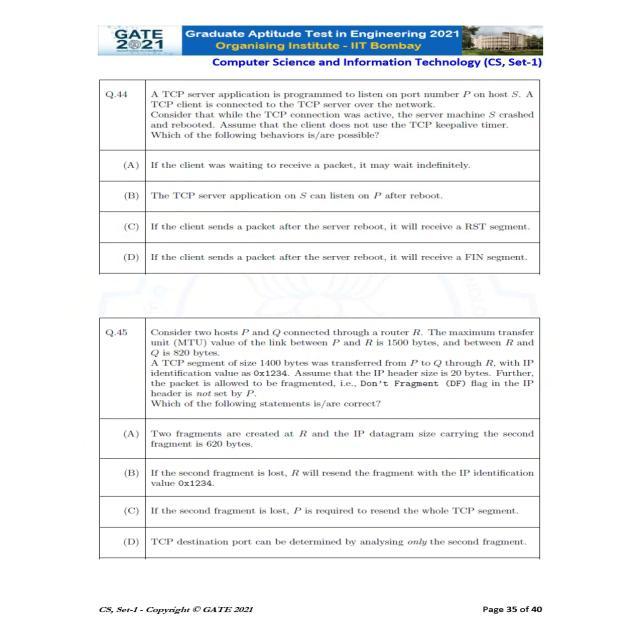 GATE
2021
Graduate Aptitude Test in Engineering 2021
Organising Institute - IIT Bombay
Computer Science and Information Technology (CS, Set-1)
Q.44 A TCP server application is programmed to listen on port number P on host S. A
TCP client is connected to the TCP server over the network.
Consider that while the TCP connection was active, the server machine S crashed
and rebooted. Assume that the client does not use the TCP keepalive timer.
Which of the following behaviors is/are possible?
(A) If the client was waiting to receive a packet, it may wait indefinitely.
(B) The TCP server application on S can listen on P after reboot.
(C) If the client sends a packet after the server reboot, it will receive a RST segment.
(D) If the client sends a packet after the server reboot, it will receive a FIN segment.
Q.45 Consider two hosts P and Q connected through a router R. The maximum transfer
unit (MTU) value of the link between P and R is 1500 bytes, and between R and
Q is 820 bytes.
A TCP segment of size 1400 bytes was transferred from P to Q through R, with IP
identification value as 0x1234. Assume that the IP header size is 20 bytes. Further,
the packet is allowed to be fragmented, i.e., Don't Fragment (DF) flag in the IP
header is not set by P.
Which of the following statements is/are correct?
(A) Two fragments are created at R and the IP datagram size carrying the second
fragment is 620 bytes.
(B) If the second fragment is lost, R will resend the fragment with the IP identification
value 0x1234.
(C) If the second fragment is lost, P is required to resend the whole TCP segment.
(D) TCP destination port can be determined by analysing only the second fragment.
CS, Set-1 - Copyright © GATE 2021 Page 35 of 40